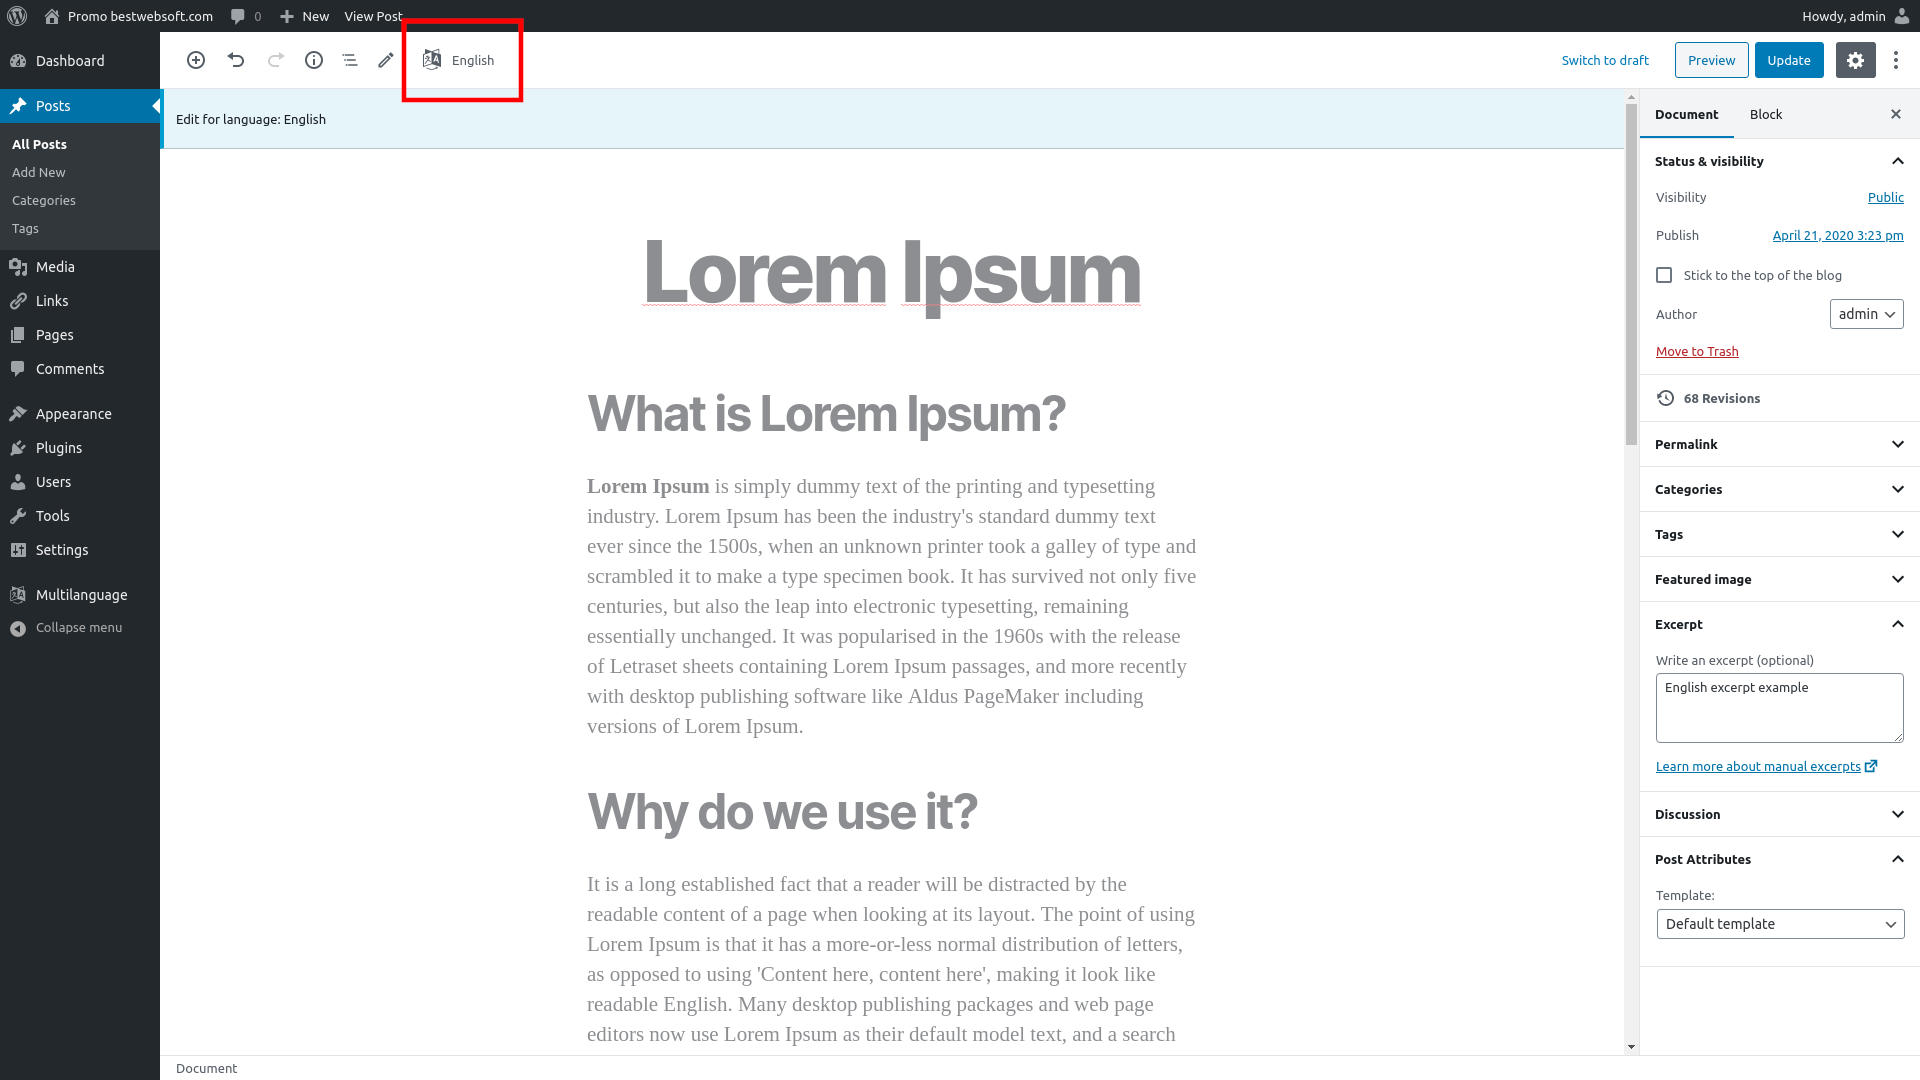 Promo bestwebsoft.com
0
New
View Post
Howdy, admin
Dashboard
Posts
All Posts
Add New
Categories
Tags
Media
Links
Pages
Comments
Appearance
Plugins
Users
Tools
Settings
Multilanguage
Collapse menu
English
Switch to draft
Preview
Update
Edit for language: English
Lorem Ipsum
What is Lorem Ipsum?
Lorem Ipsum is simply dummy text of the printing and typesetting
industry. Lorem Ipsum has been the industry's standard dummy text
ever since the 1500s, when an unknown printer took a galley of type and
scrambled it to make a type specimen book. It has survived not only five
centuries, but also the leap into electronic typesetting, remaining
essentially unchanged. It was popularised in the 1960s with the release
of Letraset sheets containing Lorem Ipsum passages, and more recently
with desktop publishing software like Aldus PageMaker including
versions of Lorem Ipsum.
Why do we use it?
It is a long established fact that a reader will be distracted by the
readable content of a page when looking at its layout. The point of using
Lorem Ipsum is that it has a more-or-less normal distribution of letters,
as opposed to using 'Content here, content here', making it look like
readable English. Many desktop publishing packages and web page
editors now use Lorem Ipsum as their default model text, and a search
Document
Block
Status & visibility
Visibility
Public
Publish
April 21, 2020 3:23 pm
Stick to the top of the blog
Author
admin
Move to Trash
68 Revisions
Permalink
Categories
Tags
Featured image
Excerpt
Write an excerpt (optional)
English excerpt example
Learn more about manual excerpts
Discussion
Post Attributes
Template:
Default template
Document